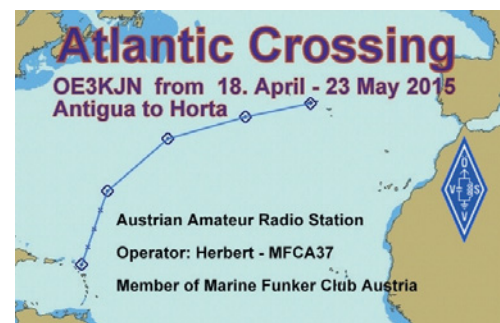 Atlantic Crossing
OE3KJN from 18. April - 23 May 2015
Antigua to Horta
Austrian Amateur Radio Station
Operator: Herbert - MFCA37
Member of Marine Funker Club Austria
O
V S
V